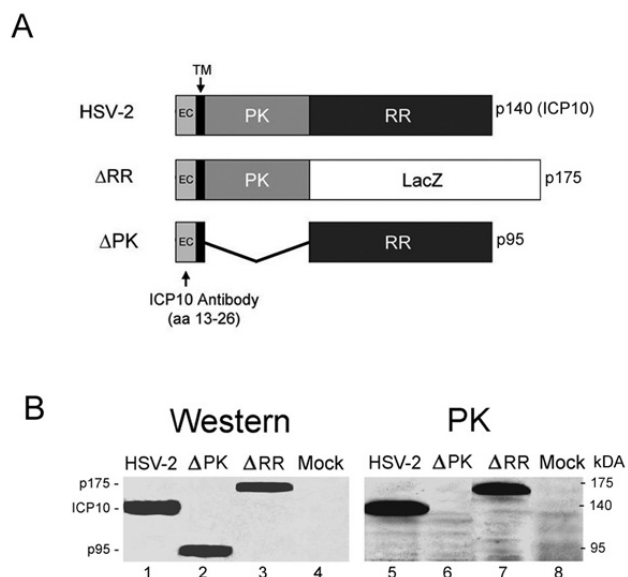 A
TM
HSV-2 EC PK RR p140 (ICP10)
ΔRR EC PK LacZ p175
ΔPK EC RR p95
ICP10 Antibody
(aa 13-26)
B
Western PK
HSV-2 ΔPK ΔRR Mock HSV-2 ΔPK ΔRR Mock kDA
p175 - - 175
ICP10 - - 140
p95 - - 95
1 2 3 4 5 6 7 8